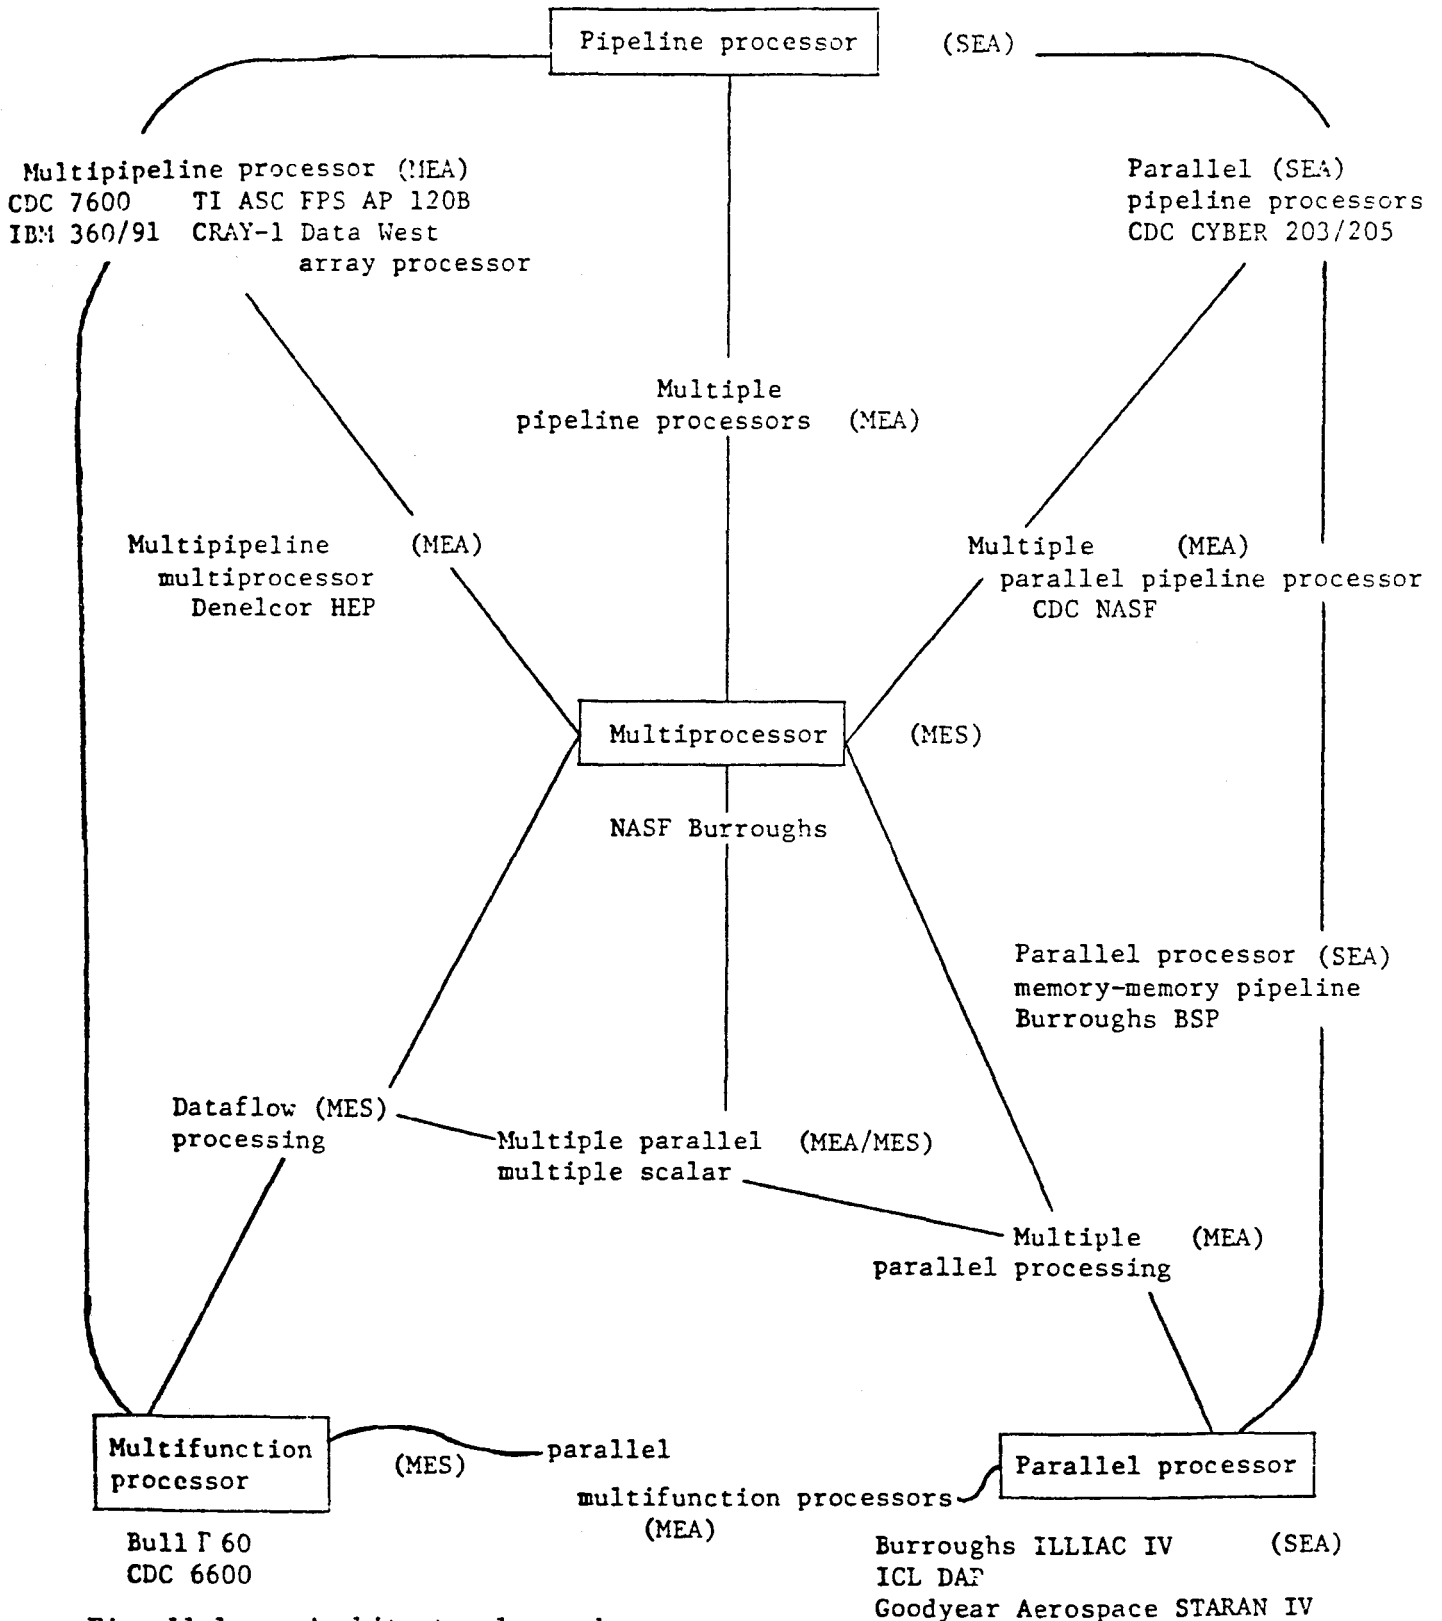 Pipeline processor (SEA)
Multipipeline processor (MEA)
CDC 7600 TI ASC FPS AP 120B
IBM 360/91 CRAY-1 Data West
array processor
Parallel (SEA)
pipeline processors
CDC CYBER 203/205
Multiple
pipeline processors (MEA)
Multipipeline (MEA)
multiprocessor
Denelcor HEP
Multiple (MEA)
parallel pipeline processor
CDC NASF
Multiprocessor (MES)
NASF Burroughs
Parallel processor (SEA)
memory-memory pipeline
Burroughs BSP
Dataflow (MES)
processing
Multiple parallel (MEA/MES)
multiple scalar
Multiple (MEA)
parallel processing
Multifunction
processor
(MES)
parallel
multifunction processors
(MEA)
Parallel processor
Bull Γ 60
CDC 6600
Burroughs ILLIAC IV (SEA)
ICL DAP
Goodyear Aerospace STARAN IV